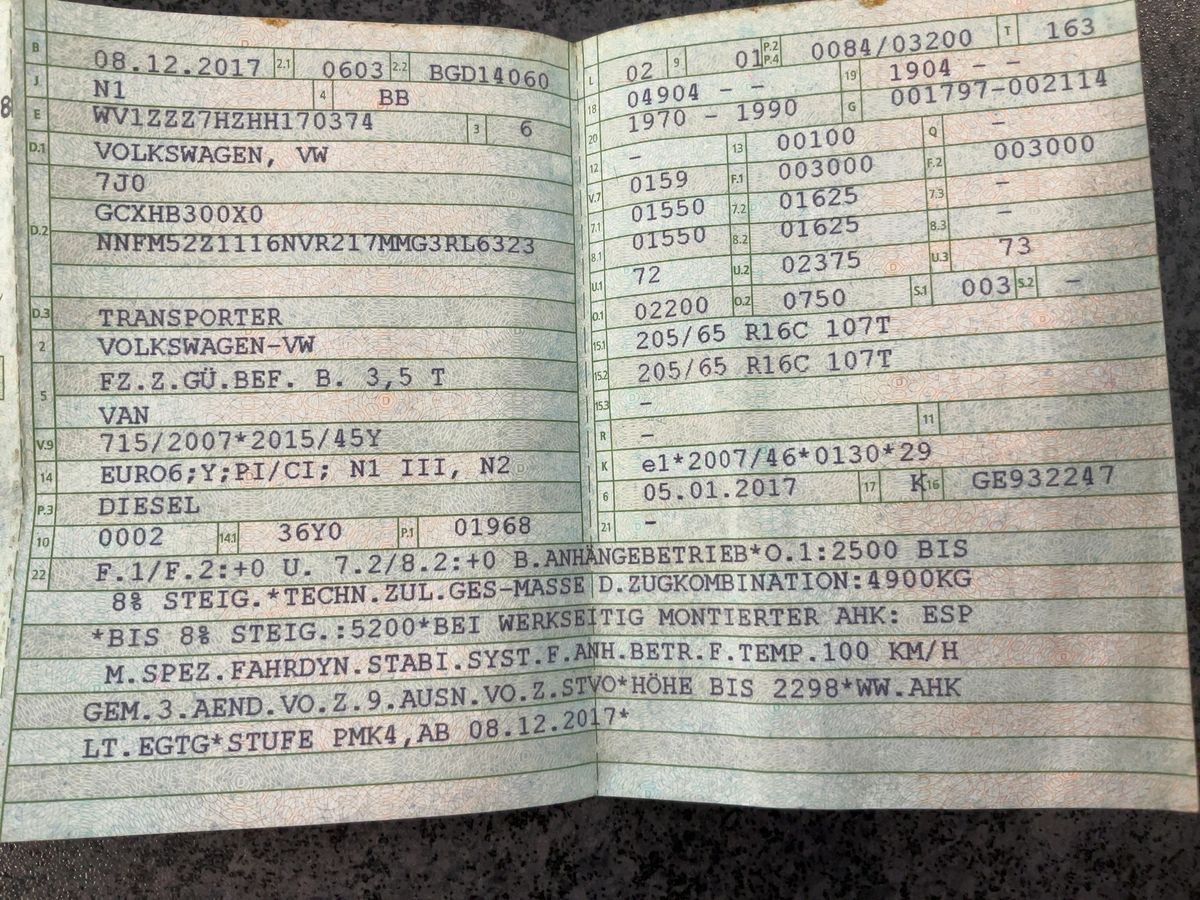 B 08.12.2017 2.1 0603 2.2 BGD14060
J N1 4 BB
E WV1ZZZ7HZHH170374 3 6
D.1 VOLKSWAGEN, VW
7J0
D.2 GCXHB300X0
NNFM52Z1116NVR217MMG3RL6323
D.3 TRANSPORTER
2 VOLKSWAGEN-VW
5 FZ.Z.GÜ.BEF. B. 3,5 T
VAN
V.9 715/2007*2015/45Y
14 EURO6;Y;PI/CI; N1 III, N2
P.3 DIESEL
10 0002 14.1 36Y0 P.1 01968
L 02 9 01 P.2 P.4 0084/03200 T 163
18 04904 - - 19 1904 - -
20 1970 - 1990 G 001797-002114
12 - 13 00100 Q -
V.7 0159 F.1 003000 F.2 003000
7.1 01550 7.2 01625 7.3 -
8.1 01550 8.2 01625 8.3 -
U.1 72 U.2 02375 U.3 73
O.1 02200 O.2 0750 S.1 003 S.2 -
15.1 205/65 R16C 107T
15.2 205/65 R16C 107T
15.3 -
R - 11
K e1*2007/46*0130*29
6 05.01.2017 17 K 16 GE932247
21 -
22 F.1/F.2:+0 U. 7.2/8.2:+0 B.ANHÄNGEBETRIEB*O.1:2500 BIS
8% STEIG.*TECHN.ZUL.GES-MASSE D.ZUGKOMBINATION:4900KG
*BIS 8% STEIG.:5200*BEI WERKSEITIG MONTIERTER AHK: ESP
M.SPEZ.FAHRDYN.STABI.SYST.F.ANH.BETR.F.TEMP.100 KM/H
GEM.3.AEND.VO.Z.9.AUSN.VO.Z.STVO*HÖHE BIS 2298*WW.AHK
LT.EGTG*STUFE PMK4,AB 08.12.2017*